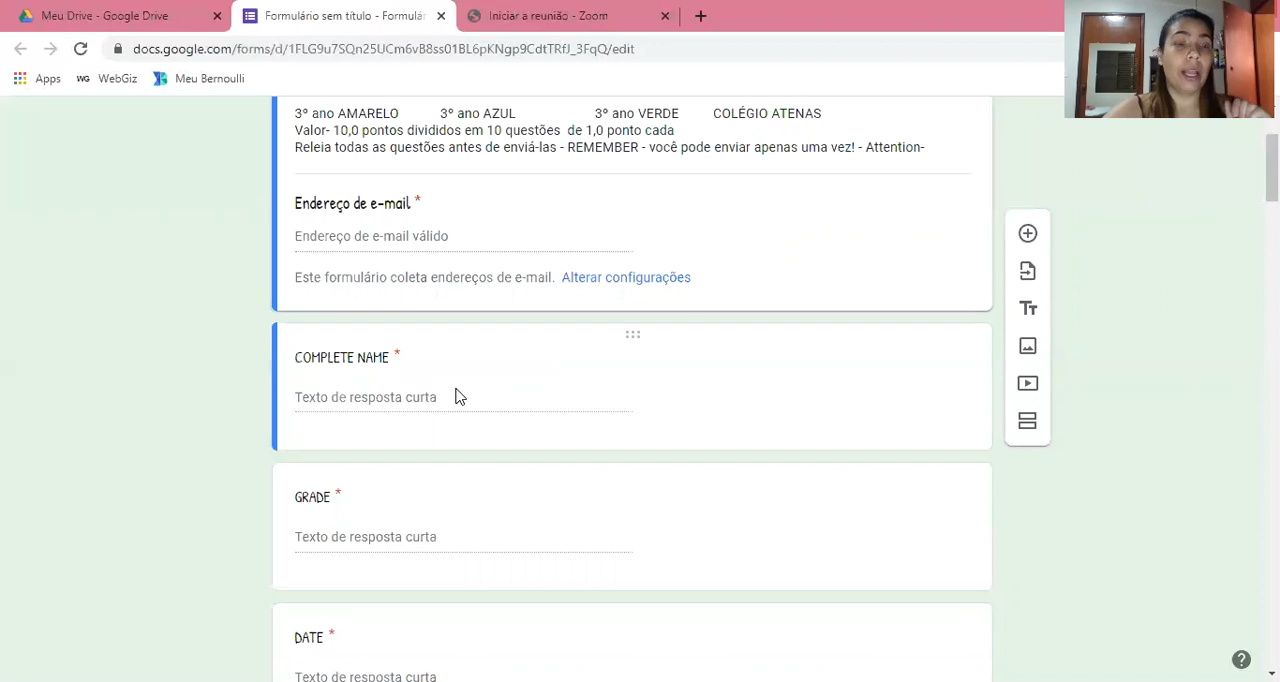 Meu Drive - Google Drive
Formulário sem título - Formulár
Iniciar a reunião - Zoom
docs.google.com/forms/d/1FLG9u7SQn25UCm6vB8ss01BL6pKNgp9CdtTRfJ_3FqQ/edit
Apps
WG WebGiz
Meu Bernoulli
3º ano AMARELO 3º ano AZUL 3º ano VERDE COLÉGIO ATENAS
Valor- 10,0 pontos divididos em 10 questões de 1,0 ponto cada
Releia todas as questões antes de enviá-las - REMEMBER - você pode enviar apenas uma vez! - Attention-
Endereço de e-mail *
Endereço de e-mail válido
Este formulário coleta endereços de e-mail. Alterar configurações
COMPLETE NAME *
Texto de resposta curta
GRADE *
Texto de resposta curta
DATE *
Texto de resposta curta